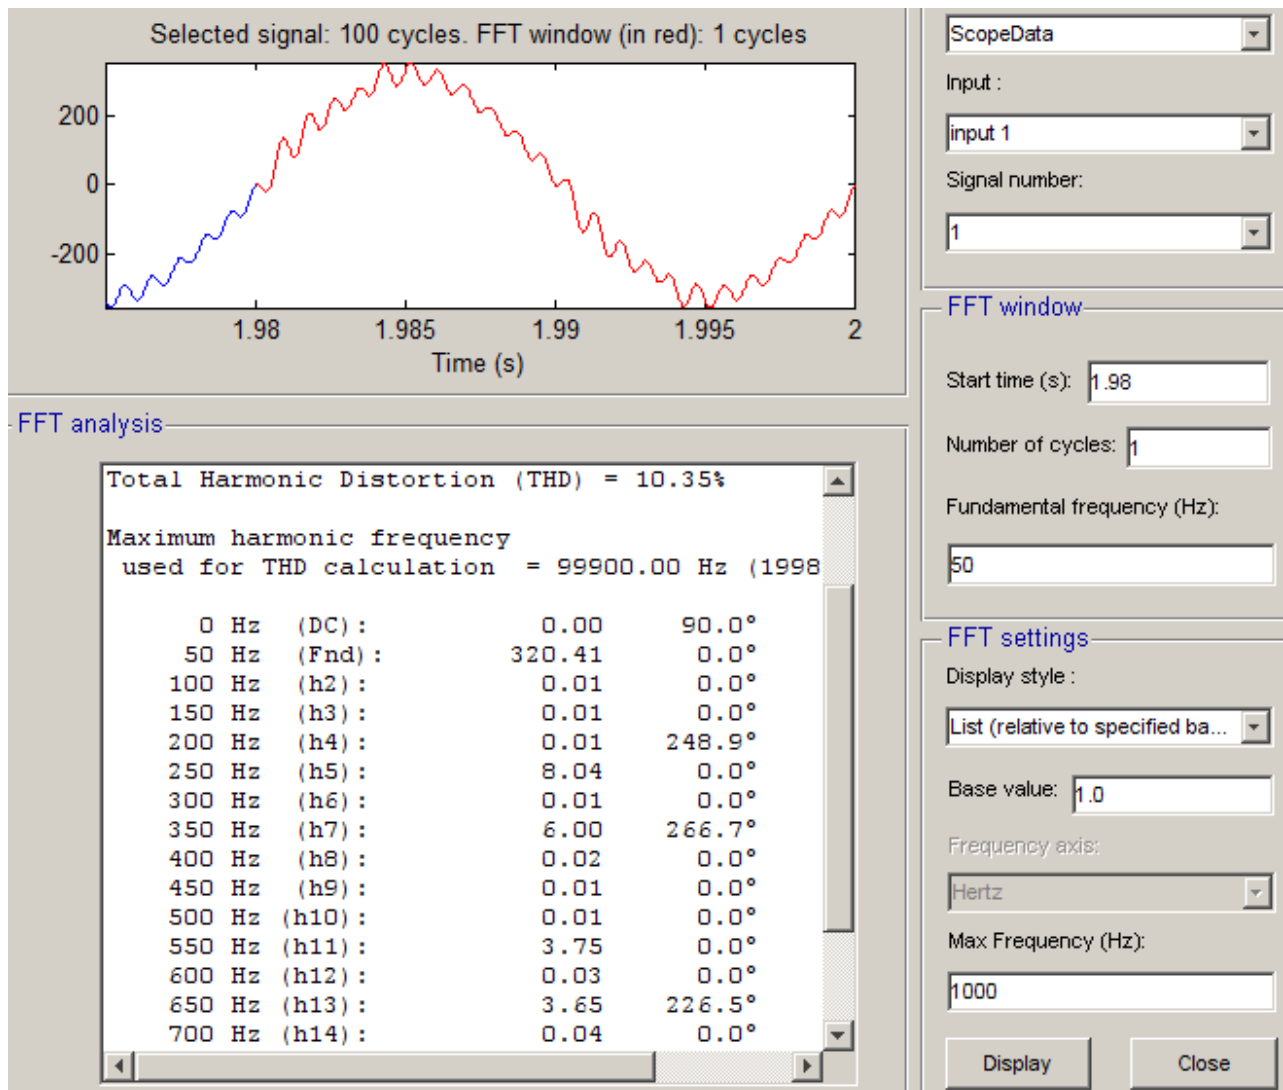 Selected signal: 100 cycles. FFT window (in red): 1 cycles
200
0
-200
1.98 1.985 1.99 1.995 2
Time (s)
FFT analysis
Total Harmonic Distortion (THD) = 10.35%
Maximum harmonic frequency
used for THD calculation = 99900.00 Hz (1998
0 Hz (DC): 0.00 90.0°
50 Hz (Fnd): 320.41 0.0°
100 Hz (h2): 0.01 0.0°
150 Hz (h3): 0.01 0.0°
200 Hz (h4): 0.01 248.9°
250 Hz (h5): 8.04 0.0°
300 Hz (h6): 0.01 0.0°
350 Hz (h7): 6.00 266.7°
400 Hz (h8): 0.02 0.0°
450 Hz (h9): 0.01 0.0°
500 Hz (h10): 0.01 0.0°
550 Hz (h11): 3.75 0.0°
600 Hz (h12): 0.03 0.0°
650 Hz (h13): 3.65 226.5°
700 Hz (h14): 0.04 0.0°
ScopeData
Input :
input 1
Signal number:
1
FFT window
Start time (s): 1.98
Number of cycles: 1
Fundamental frequency (Hz):
50
FFT settings
Display style :
List (relative to specified ba...
Base value: 1.0
Frequency axis:
Hertz
Max Frequency (Hz):
1000
Display Close